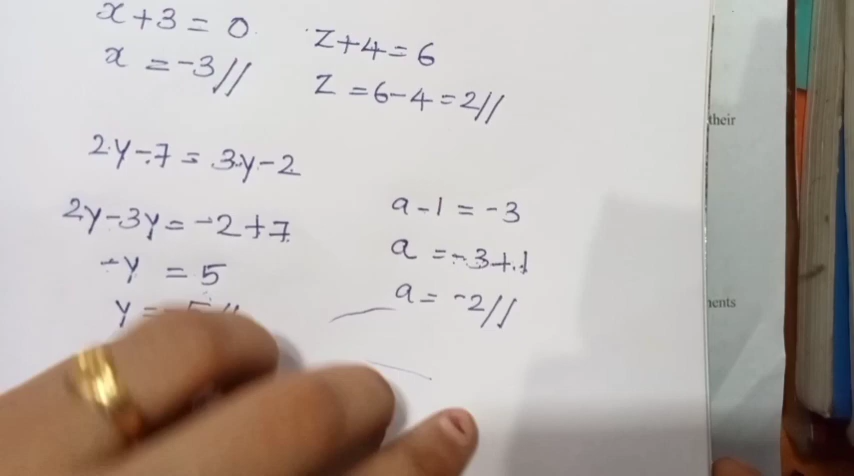 x+3=0
x=-3//
z+4=6
z=6-4=2//
2y-7=3y-2
2y-3y=-2+7
-y=5
y=-5//
a-1=-3
a=-3+1
a=-2//
their